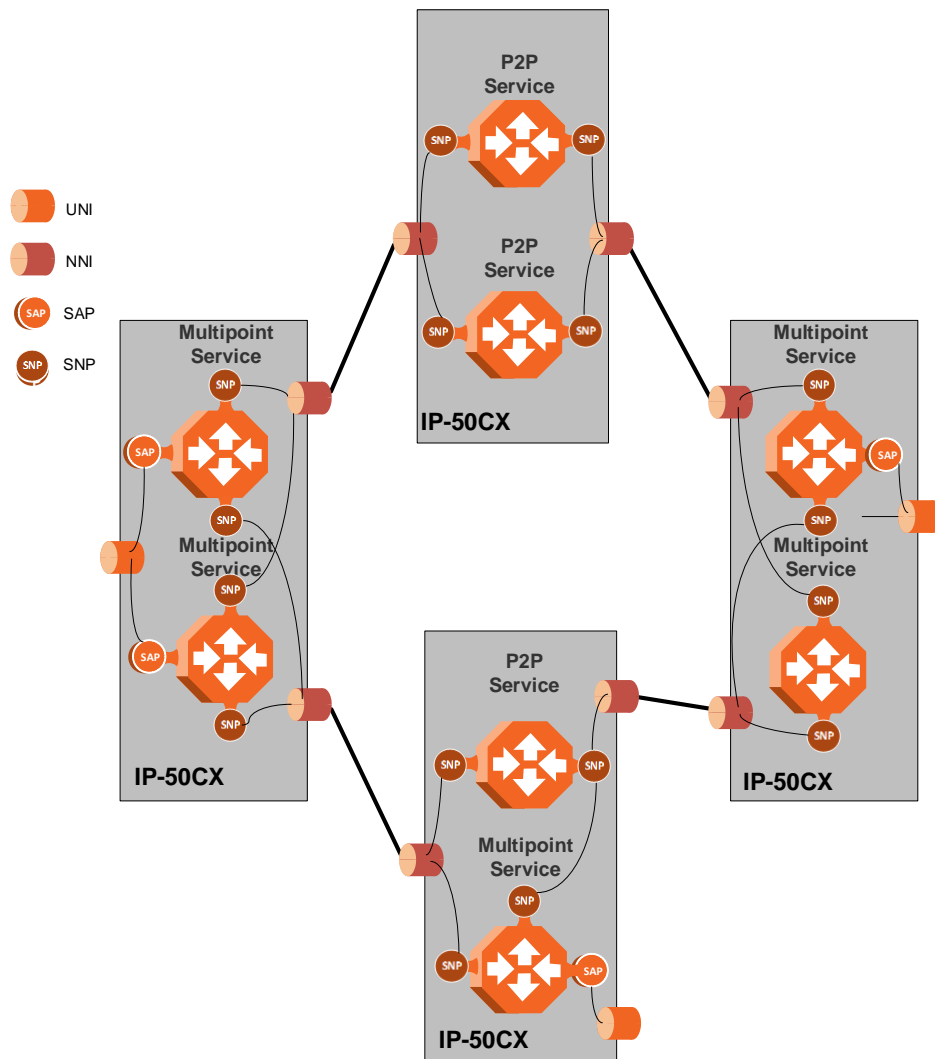 P2P
Service
SNP
SNP
P2P
Service
SNP
SNP
IP-50CX
UNI
NNI
SAP
SAP
SNP
SNP
Multipoint
Service
SNP
SAP
SNP
Multipoint
Service
SNP
SAP
SNP
IP-50CX
Multipoint
Service
SNP
SAP
SNP
Multipoint
Service
SNP
SNP
IP-50CX
P2P
Service
SNP
SNP
Multipoint
Service
SNP
SNP
SAP
IP-50CX